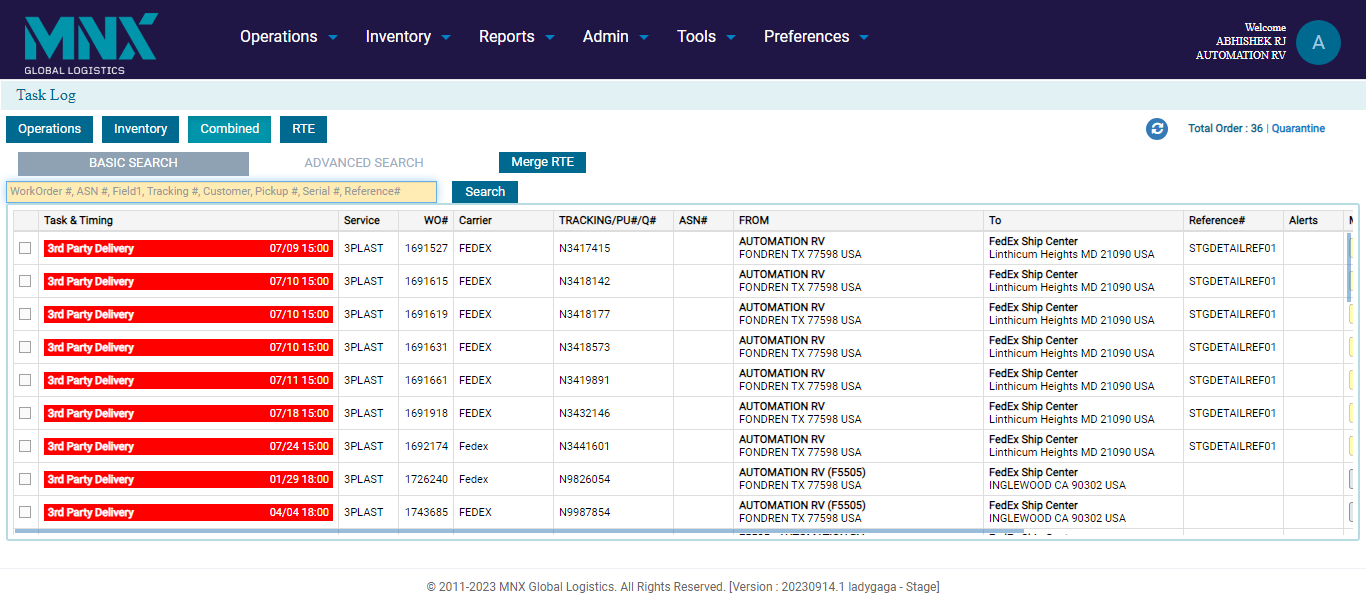 MNX
GLOBAL LOGISTICS
Operations Inventory Reports Admin Tools Preferences
Welcome
ABHISHEK RJ
AUTOMATION RV
A
Task Log
Operations Inventory Combined RTE
Total Order : 36 | Quarantine
BASIC SEARCH ADVANCED SEARCH Merge RTE
WorkOrder #, ASN #, Field1, Tracking #, Customer, Pickup #, Serial #, Reference# Search
Task & Timing Service WO# Carrier TRACKING/PU#/Q# ASN# FROM To Reference# Alerts
3rd Party Delivery 07/09 15:00 3PLAST 1691527 FEDEX N3417415 AUTOMATION RV FedEx Ship Center STGDETAILREF01
FONDREN TX 77598 USA Linthicum Heights MD 21090 USA
3rd Party Delivery 07/10 15:00 3PLAST 1691615 FEDEX N3418142 AUTOMATION RV FedEx Ship Center STGDETAILREF01
FONDREN TX 77598 USA Linthicum Heights MD 21090 USA
3rd Party Delivery 07/10 15:00 3PLAST 1691619 FEDEX N3418177 AUTOMATION RV FedEx Ship Center STGDETAILREF01
FONDREN TX 77598 USA Linthicum Heights MD 21090 USA
3rd Party Delivery 07/10 15:00 3PLAST 1691631 FEDEX N3418573 AUTOMATION RV FedEx Ship Center STGDETAILREF01
FONDREN TX 77598 USA Linthicum Heights MD 21090 USA
3rd Party Delivery 07/11 15:00 3PLAST 1691661 FEDEX N3419891 AUTOMATION RV FedEx Ship Center STGDETAILREF01
FONDREN TX 77598 USA Linthicum Heights MD 21090 USA
3rd Party Delivery 07/18 15:00 3PLAST 1691918 FEDEX N3432146 AUTOMATION RV FedEx Ship Center STGDETAILREF01
FONDREN TX 77598 USA Linthicum Heights MD 21090 USA
3rd Party Delivery 07/24 15:00 3PLAST 1692174 Fedex N3441601 AUTOMATION RV FedEx Ship Center STGDETAILREF01
FONDREN TX 77598 USA Linthicum Heights MD 21090 USA
3rd Party Delivery 01/29 18:00 3PLAST 1726240 Fedex N9826054 AUTOMATION RV (F5505) FedEx Ship Center
FONDREN TX 77598 USA INGLEWOOD CA 90302 USA
3rd Party Delivery 04/04 18:00 3PLAST 1743685 FEDEX N9987854 AUTOMATION RV (F5505) FedEx Ship Center
FONDREN TX 77598 USA INGLEWOOD CA 90302 USA
© 2011-2023 MNX Global Logistics. All Rights Reserved. [Version : 20230914.1 ladygaga - Stage]